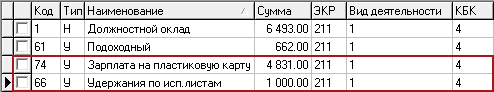 Код Тип Наименование Сумма ЭКР Вид деятельности КБК
1 Н Должностной оклад 6 493.00 211 1 4
61 У Подоходный 662.00 211 1 4
74 У Зарплата на пластиковую карту 4 831.00 211 1 4
66 У Удержания по исп.листам 1 000.00 211 1 4